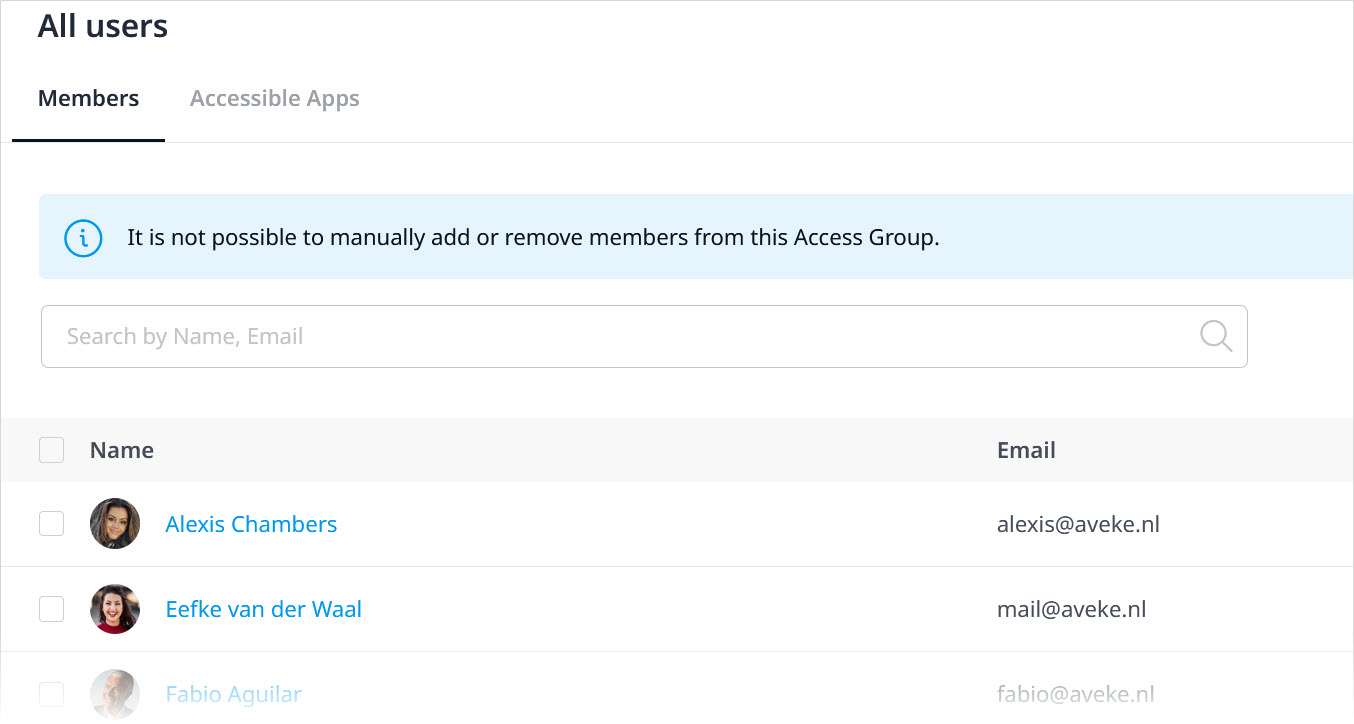 All users
Members Accessible Apps
It is not possible to manually add or remove members from this Access Group.
Search by Name, Email
Name Email
Alexis Chambers alexis@aveke.nl
Eefke van der Waal mail@aveke.nl
Fabio Aguilar fabio@aveke.nl